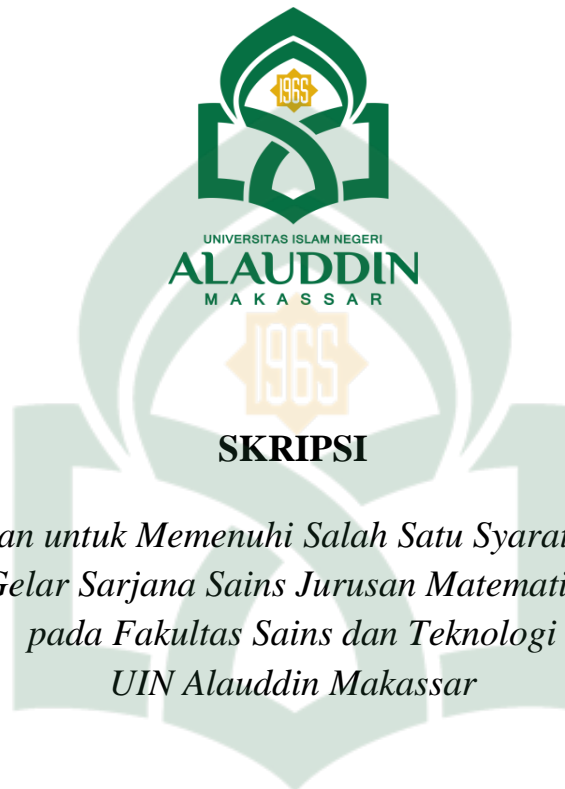 1965
UNIVERSITAS ISLAM NEGERI
ALAUDDIN
MAKASSAR
1965
SKRIPSI
an untuk Memenuhi Salah Satu Syarat
Gelar Sarjana Sains Jurusan Matemati
pada Fakultas Sains dan Teknologi
UIN Alauddin Makassar